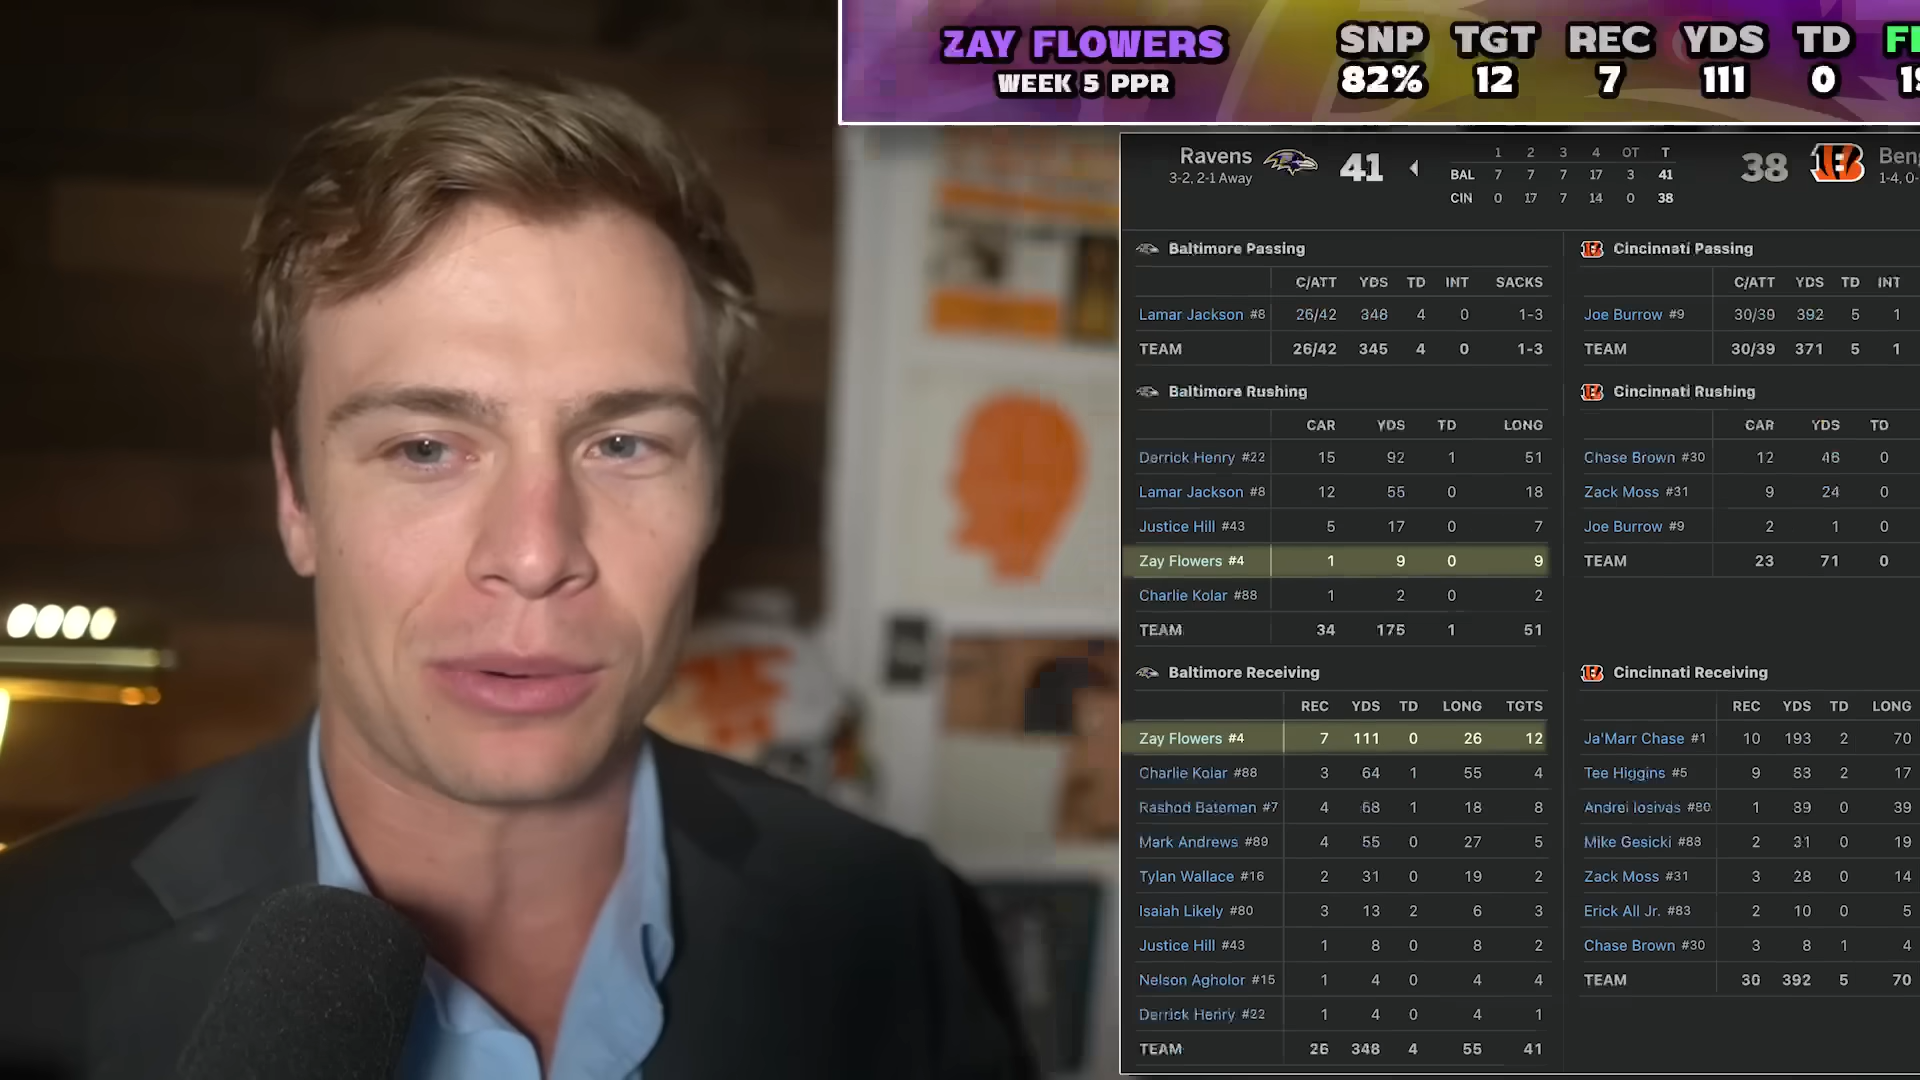 ZAY FLOWERS
WEEK 5 PPR
SNP TGT REC YDS TD
82% 12 7 111 0
Ravens 41 38
3-2, 2-1 Away
1 2 3 4 OT T
BAL 7 7 7 17 3 41
CIN 0 17 7 14 0 38
1-4, 0-
Baltimore Passing
C/ATT YDS TD INT SACKS
Lamar Jackson #8 26/42 348 4 0 1-3
TEAM 26/42 345 4 0 1-3
Cincinnati Passing
C/ATT YDS TD INT
Joe Burrow #9 30/39 392 5 1
TEAM 30/39 371 5 1
Baltimore Rushing
CAR YDS TD LONG
Derrick Henry #22 15 92 1 51
Lamar Jackson #8 12 55 0 18
Justice Hill #43 5 17 0 7
Zay Flowers #4 1 9 0 9
Charlie Kolar #88 1 2 0 2
TEAM 34 175 1 51
Cincinnati Rushing
CAR YDS TD
Chase Brown #30 12 46 0
Zack Moss #31 9 24 0
Joe Burrow #9 2 1 0
TEAM 23 71 0
Baltimore Receiving
REC YDS TD LONG TGTS
Zay Flowers #4 7 111 0 26 12
Charlie Kolar #88 3 64 1 55 4
Rashod Bateman #7 4 58 1 18 8
Mark Andrews #89 4 55 0 27 5
Tylan Wallace #16 2 31 0 19 2
Isaiah Likely #80 3 13 2 6 3
Justice Hill #43 1 8 0 8 2
Nelson Agholor #15 1 4 0 4 4
Derrick Henry #22 1 4 0 4 1
TEAM 26 348 4 55 41
Cincinnati Receiving
REC YDS TD LONG
Ja'Marr Chase #1 10 193 2 70
Tee Higgins #5 9 83 2 17
Andrei Iosivas #80 1 39 0 39
Mike Gesicki #88 2 31 0 19
Zack Moss #31 3 28 0 14
Erick All Jr. #83 2 10 0 5
Chase Brown #30 3 8 1 4
TEAM 30 392 5 70